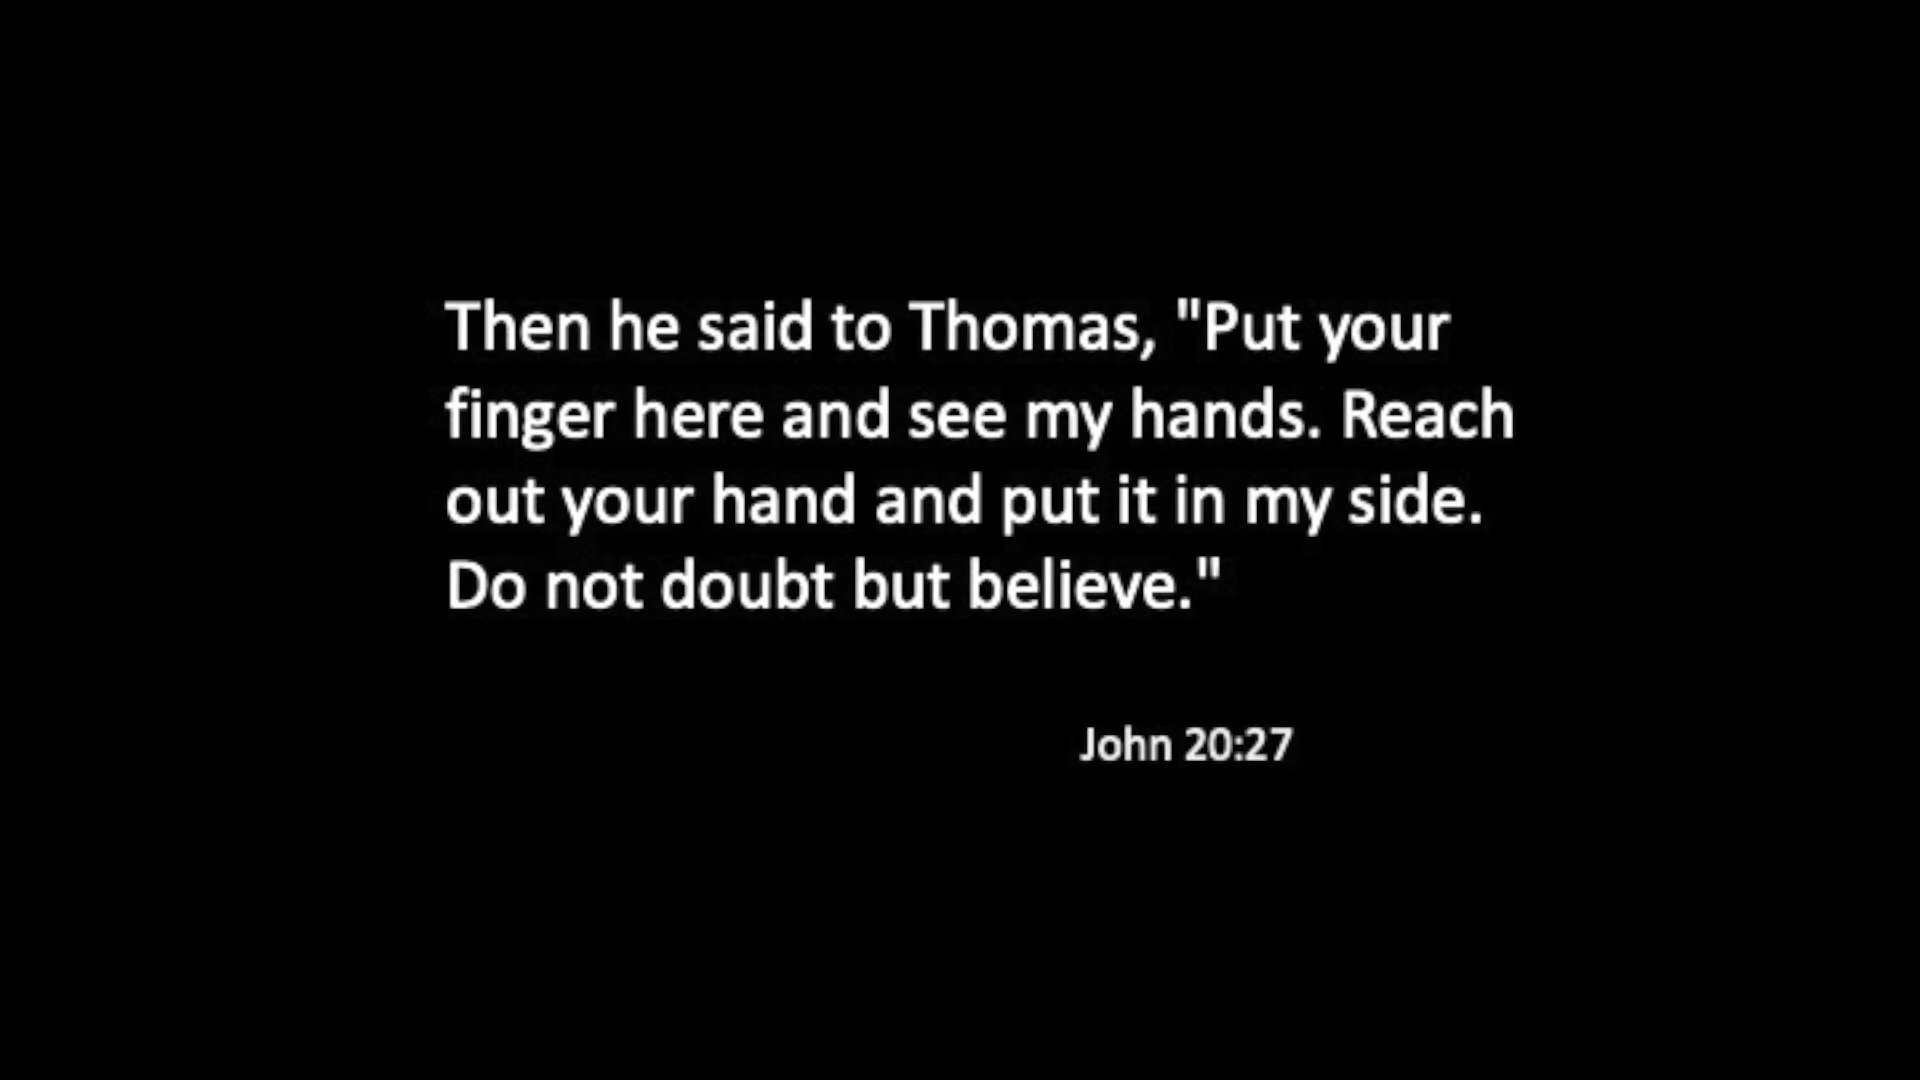 Then he said to Thomas, "Put your
finger here and see my hands. Reach
out your hand and put it in my side.
Do not doubt but believe."
John 20:27